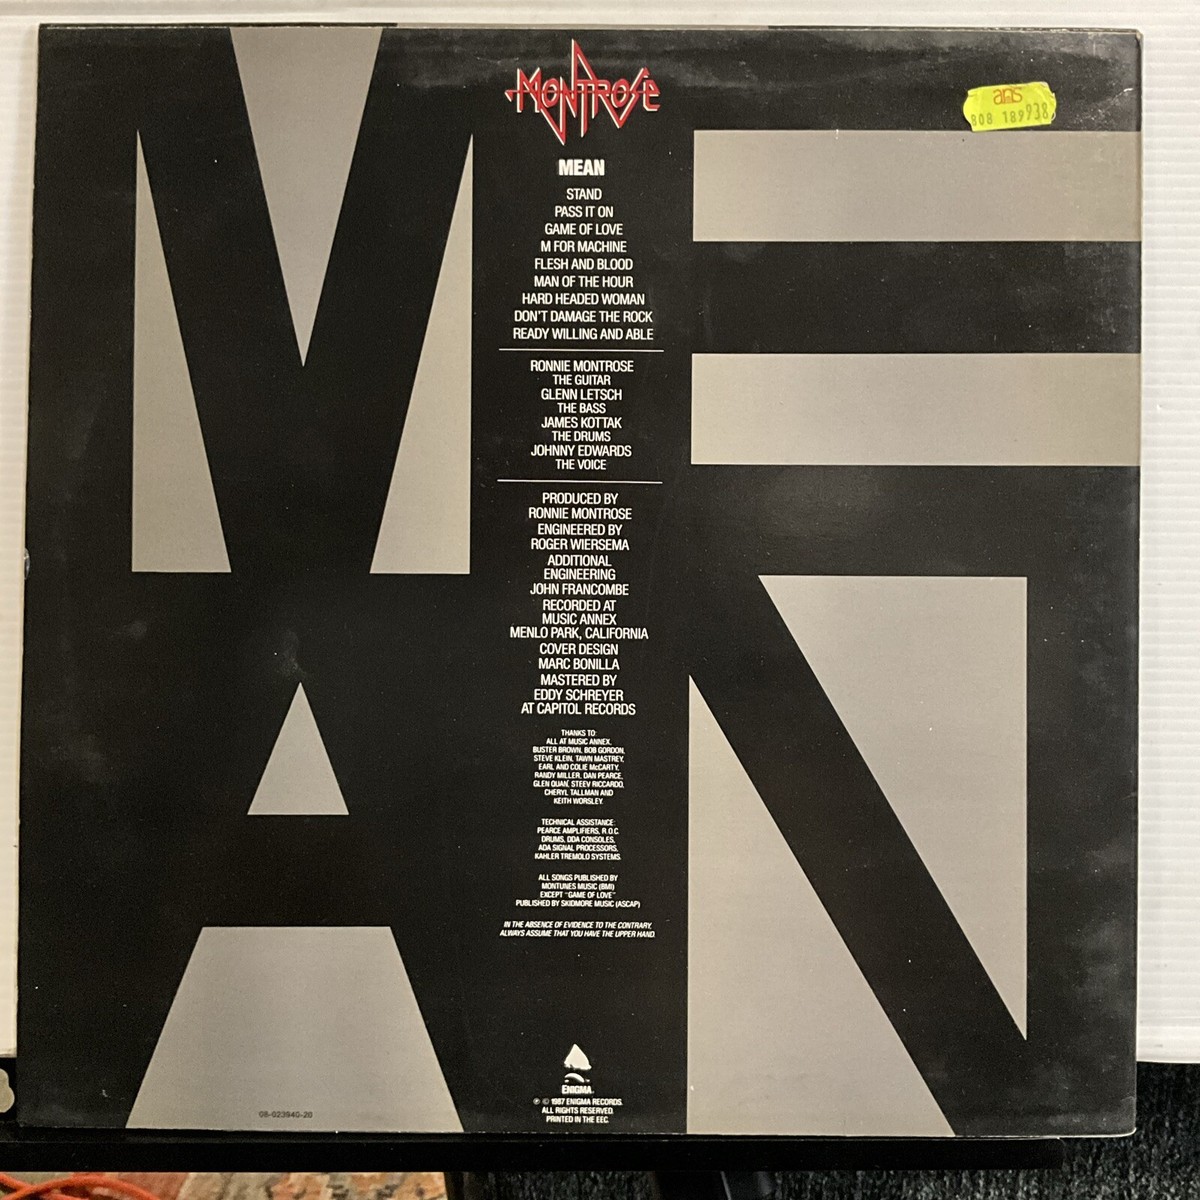 MONTROSE
ans
808 189938
MEAN
STAND
PASS IT ON
GAME OF LOVE
M FOR MACHINE
FLESH AND BLOOD
MAN OF THE HOUR
HARD HEADED WOMAN
DON'T DAMAGE THE ROCK
READY WILLING AND ABLE
RONNIE MONTROSE
THE GUITAR
GLENN LETSCH
THE BASS
JAMES KOTTAK
THE DRUMS
JOHNNY EDWARDS
THE VOICE
PRODUCED BY
RONNIE MONTROSE
ENGINEERED BY
ROGER WIERSEMA
ADDITIONAL
ENGINEERING
JOHN FRANCOMBE
RECORDED AT
MUSIC ANNEX
MENLO PARK, CALIFORNIA
COVER DESIGN
MARC BONILLA
MASTERED BY
EDDY SCHREYER
AT CAPITOL RECORDS
THANKS TO:
ALL AT MUSIC ANNEX,
BUSTER BROWN, BOB GORDON,
STEVE KLEIN, TAWN MASTREY,
EARL AND COLIE McCARTY,
RANDY MILLER, DAN PEARCE,
GLEN QUAN, STEEV RICCARDO,
CHERYL TALLMAN AND
KEITH WORSLEY.
TECHNICAL ASSISTANCE:
PEARCE AMPLIFIERS, R.O.C.
DRUMS, DDA CONSOLES,
ADA SIGNAL PROCESSORS,
KAHLER TREMOLO SYSTEMS.
ALL SONGS PUBLISHED BY
MONTUNES MUSIC (BMI)
EXCEPT "GAME OF LOVE"
PUBLISHED BY SKIDMORE MUSIC (ASCAP)
IN THE ABSENCE OF EVIDENCE TO THE CONTRARY,
ALWAYS ASSUME THAT YOU HAVE THE UPPER HAND.
ENIGMA.
℗ © 1987 ENIGMA RECORDS.
ALL RIGHTS RESERVED.
PRINTED IN THE EEC.
08-023940-20
ME
AN